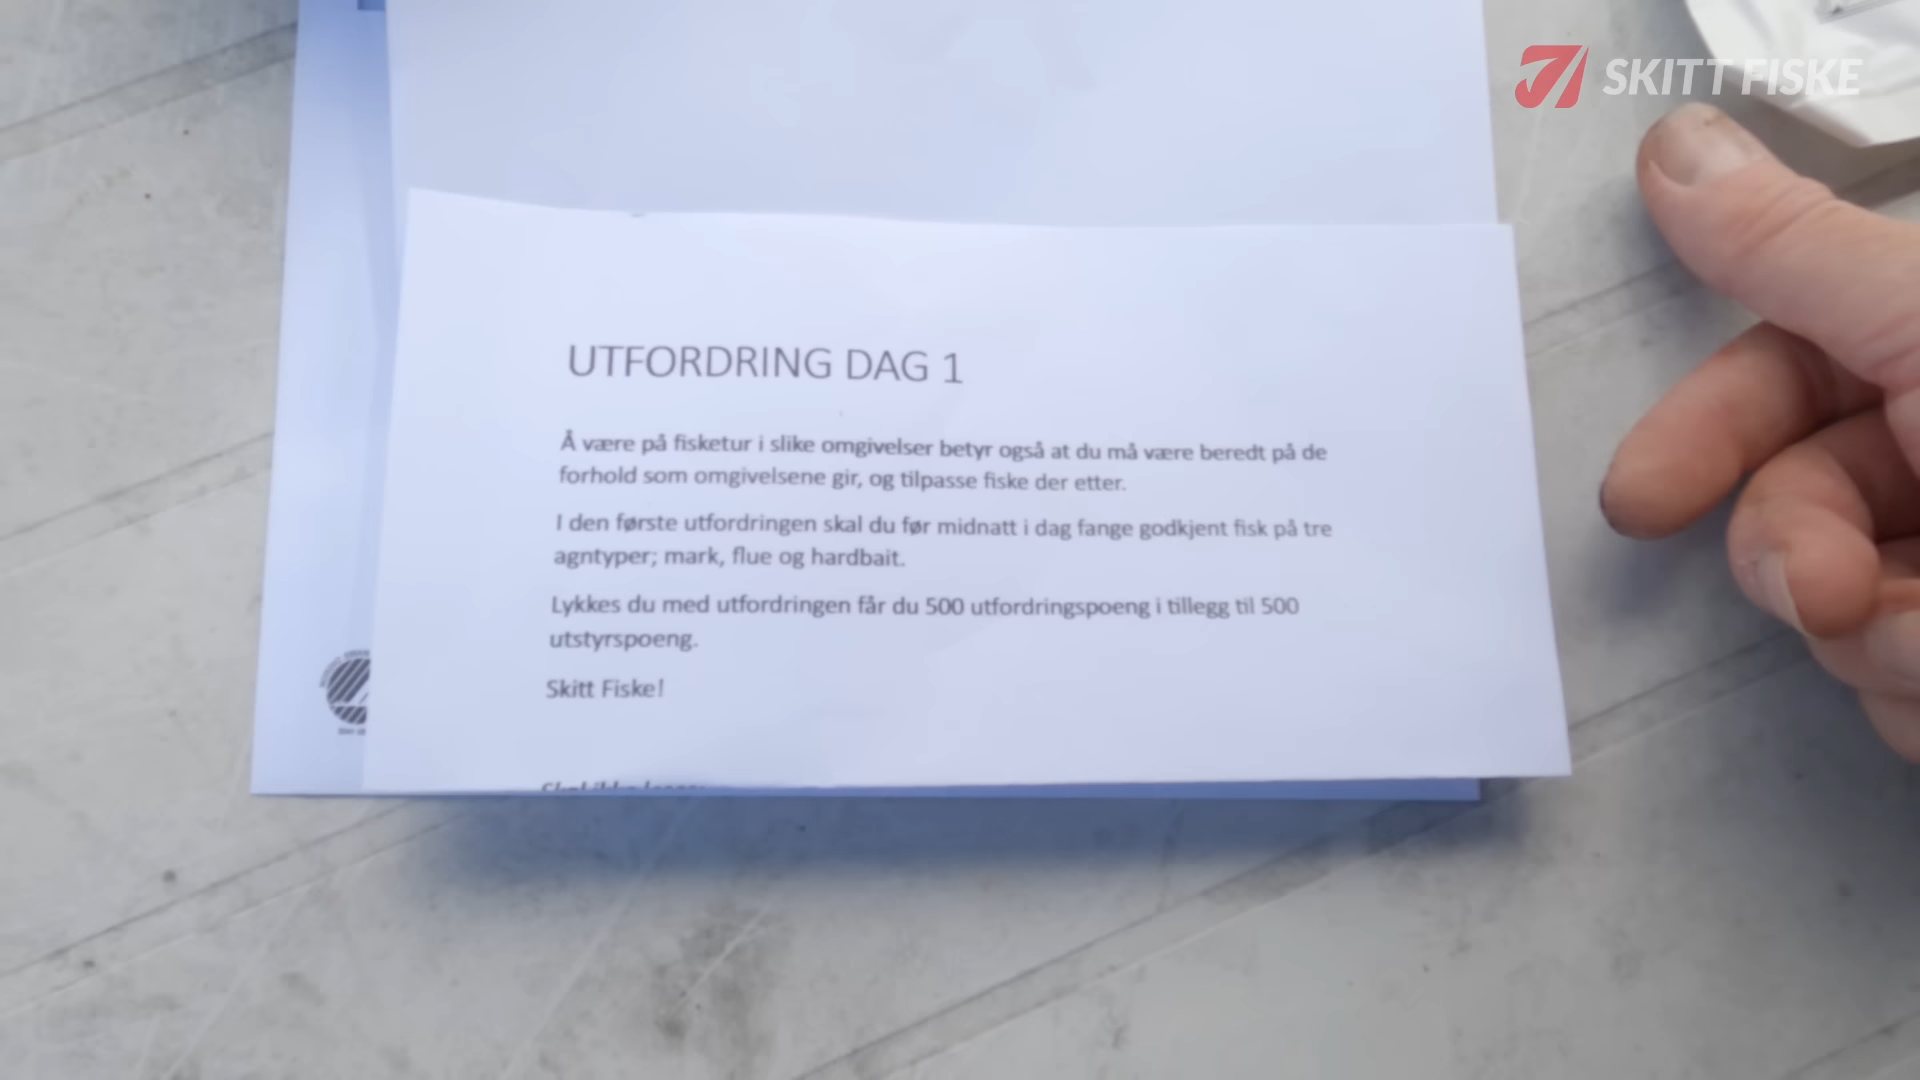 SKITT FISKE
UTFORDRING DAG 1
Å være på fisketur i slike omgivelser betyr også at du må være beredt på de
forhold som omgivelsene gir, og tilpasse fiske der etter.
I den første utfordringen skal du før midnatt i dag fange godkjent fisk på tre
agntyper; mark, flue og hardbait.
Lykkes du med utfordringen får du 500 utfordringspoeng i tillegg til 500
utstyrspoeng.
Skitt Fiske!